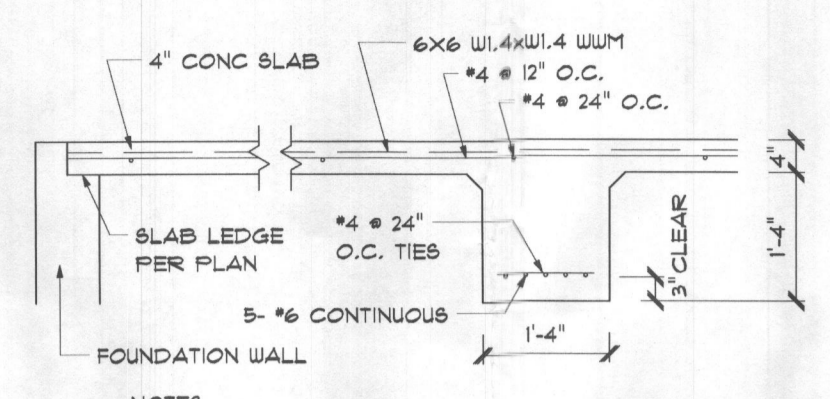 6X6 W1.4xW1.4 WWM
4" CONC SLAB
#4 @ 12" O.C.
#4 @ 24" O.C.
4"
#4 @ 24"
O.C. TIES
SLAB LEDGE
PER PLAN
3" CLEAR
1'-4"
5- #6 CONTINUOUS
1'-4"
FOUNDATION WALL